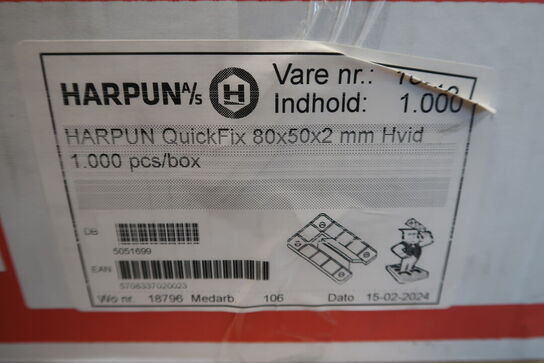 HARPUN A/S H Vare nr.:
Indhold: 1.000
HARPUN QuickFix 80x50x2 mm Hvid
1.000 pcs/box
DB
5051699
EAN
5708337020023
Wo nr. 18796 Medarb. 106 Dato 15-02-2024